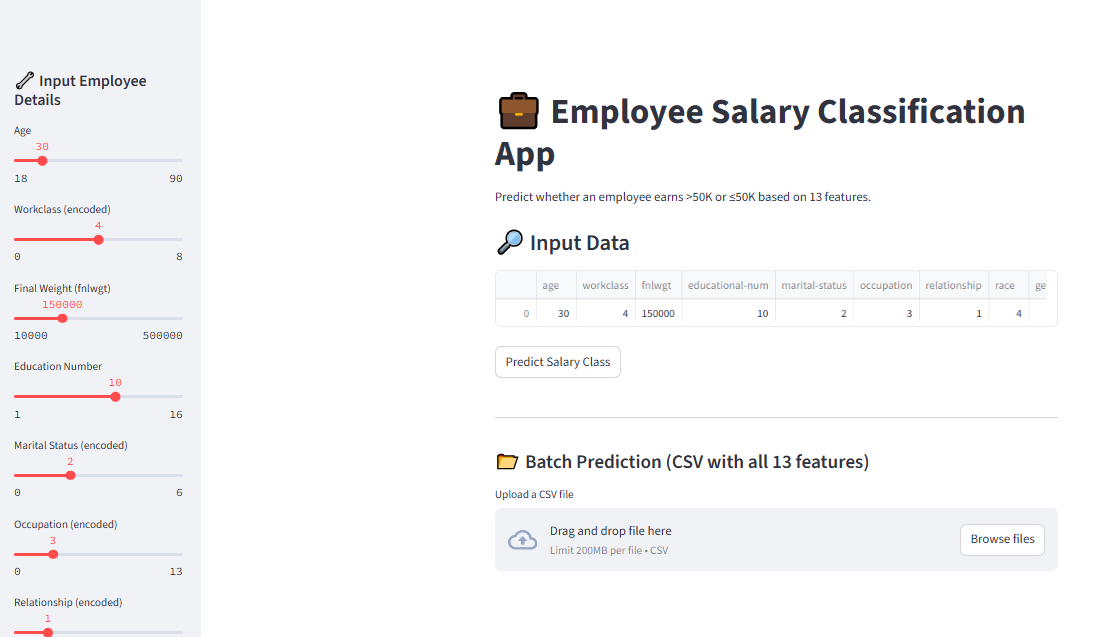 Input Employee
Details
Age
30
18 90
Workclass (encoded)
4
0 8
Final Weight (fnlwgt)
150000
10000 500000
Education Number
10
1 16
Marital Status (encoded)
2
0 6
Occupation (encoded)
3
0 13
Relationship (encoded)
1
Employee Salary Classification
App
Predict whether an employee earns >50K or ≤50K based on 13 features.
Input Data
age workclass fnlwgt educational-num marital-status occupation relationship race ge
0 30 4 150000 10 2 3 1 4
Predict Salary Class
Batch Prediction (CSV with all 13 features)
Upload a CSV file
Drag and drop file here
Limit 200MB per file • CSV
Browse files